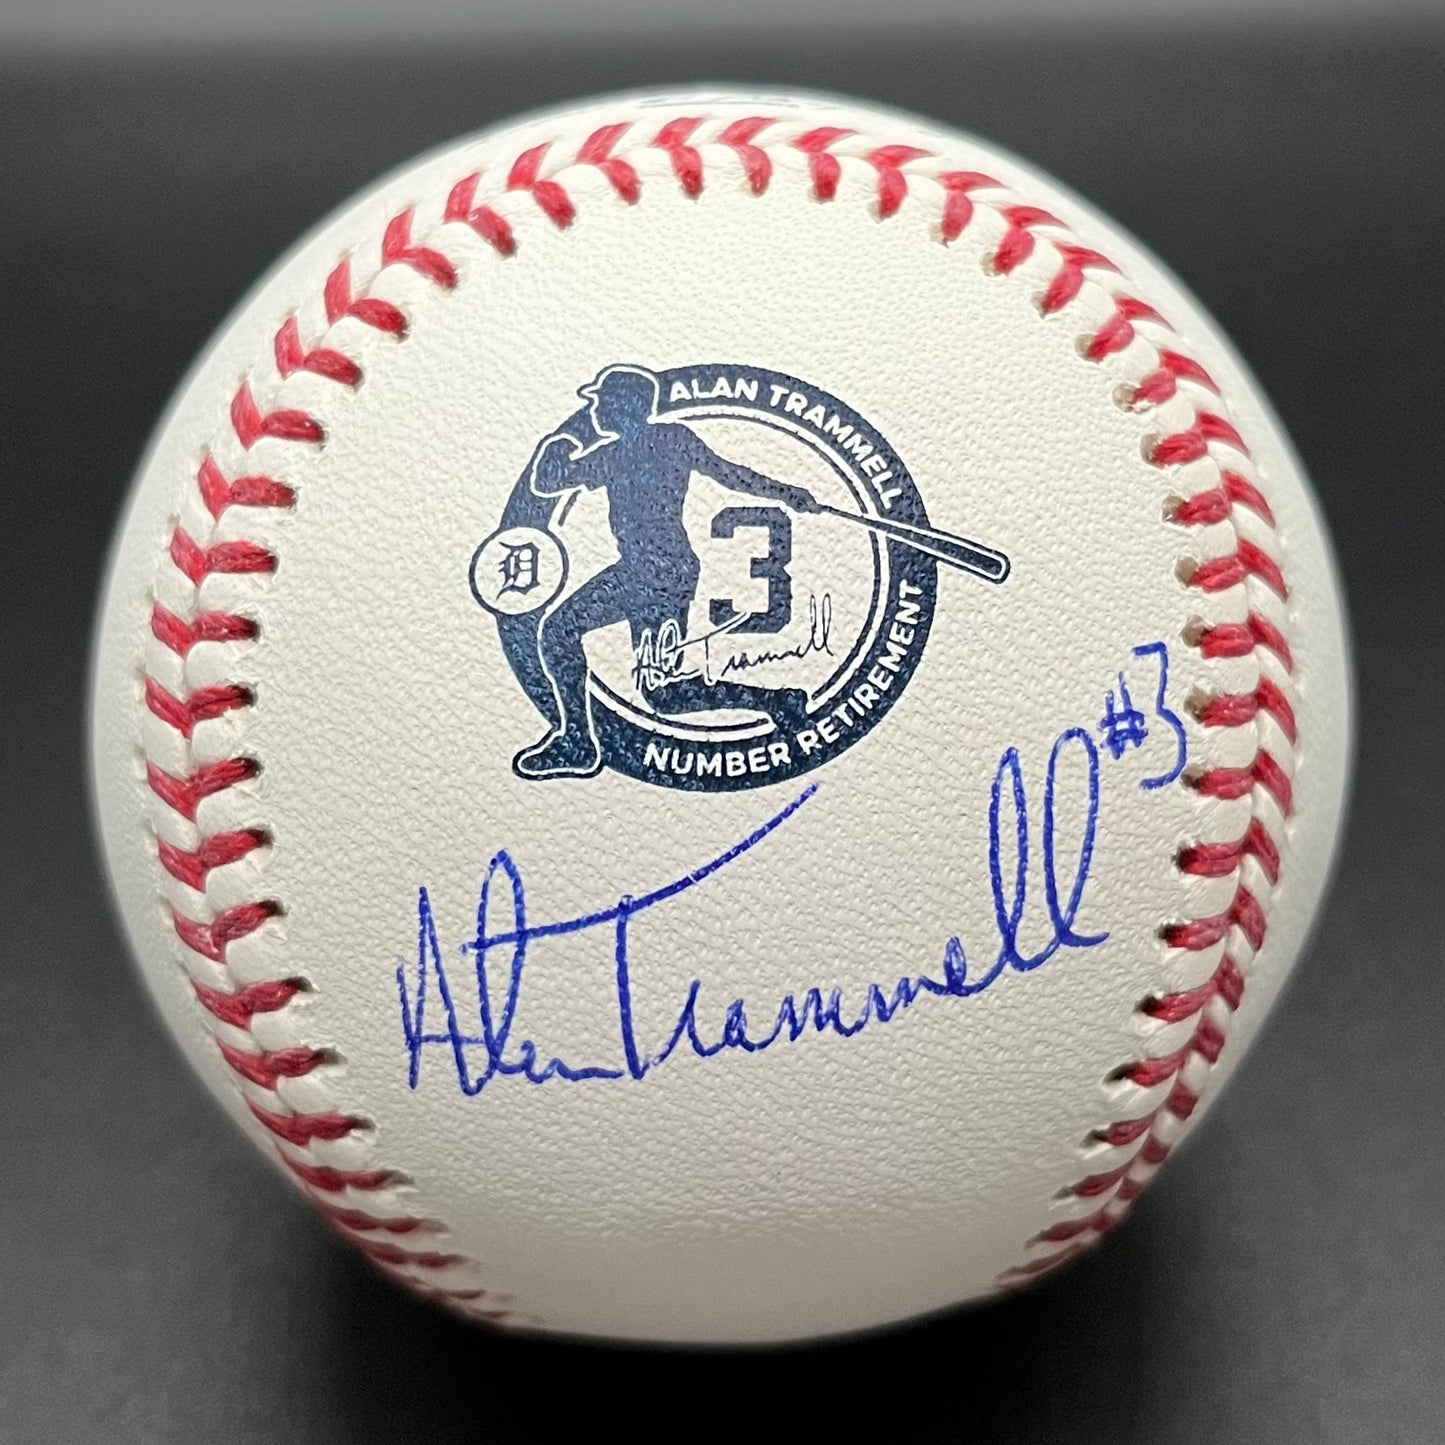 ALAN TRAMMELL
3
D
Alan Trammell
NUMBER RETIREMENT
Alan Trammell #3